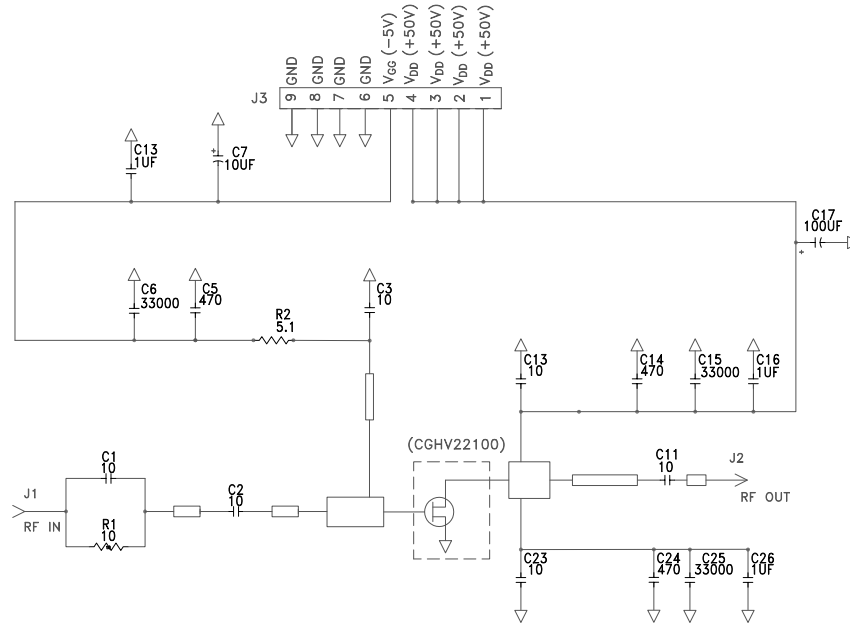 GND
GND
GND
GND
VGG (−5V)
VDD (+50V)
VDD (+50V)
VDD (+50V)
VDD (+50V)
J3
9
8
7
6
5
4
3
2
1
C13
1UF
+
C7
10UF
C17
100UF
+
C6
33000
C5
470
R2
5.1
C3
10
C13
10
C14
470
C15
33000
C16
1UF
(CGHV22100)
J1
RF IN
C1
10
R1
10
C2
10
C11
10
J2
RF OUT
C23
10
C24
470
C25
33000
C26
1UF